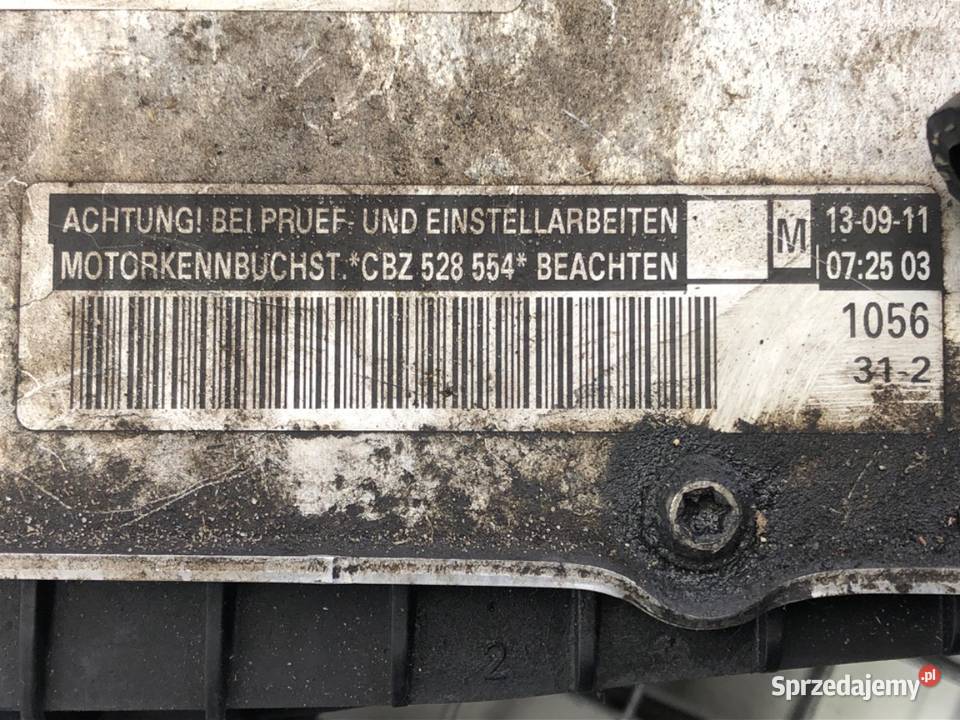 ACHTUNG! BEI PRUEF- UND EINSTELLARBEITEN
MOTORKENNBUCHST.*CBZ 528 554* BEACHTEN
M
13-09-11
07:25 03
1056
31-2
2
Sprzedajemy.pl